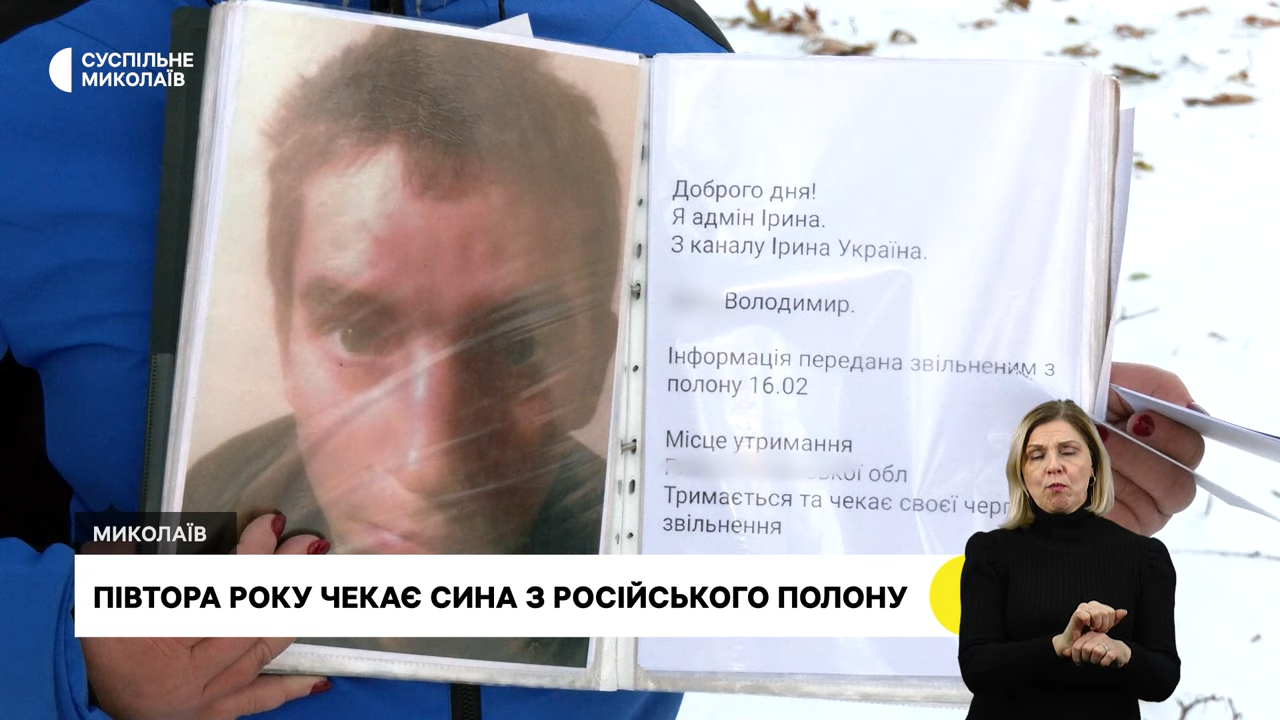 СУСПІЛЬНЕ
МИКОЛАЇВ
Доброго дня!
Я адмін Ірина.
З каналу Ірина Україна.
Володимир.
Інформація передана звільненим з
полону 16.02
Місце утримання
обл
Тримається та чекає своєї
звільнення
МИКОЛАЇВ
ПІВТОРА РОКУ ЧЕКАЄ СИНА З РОСІЙСЬКОГО ПОЛОНУ